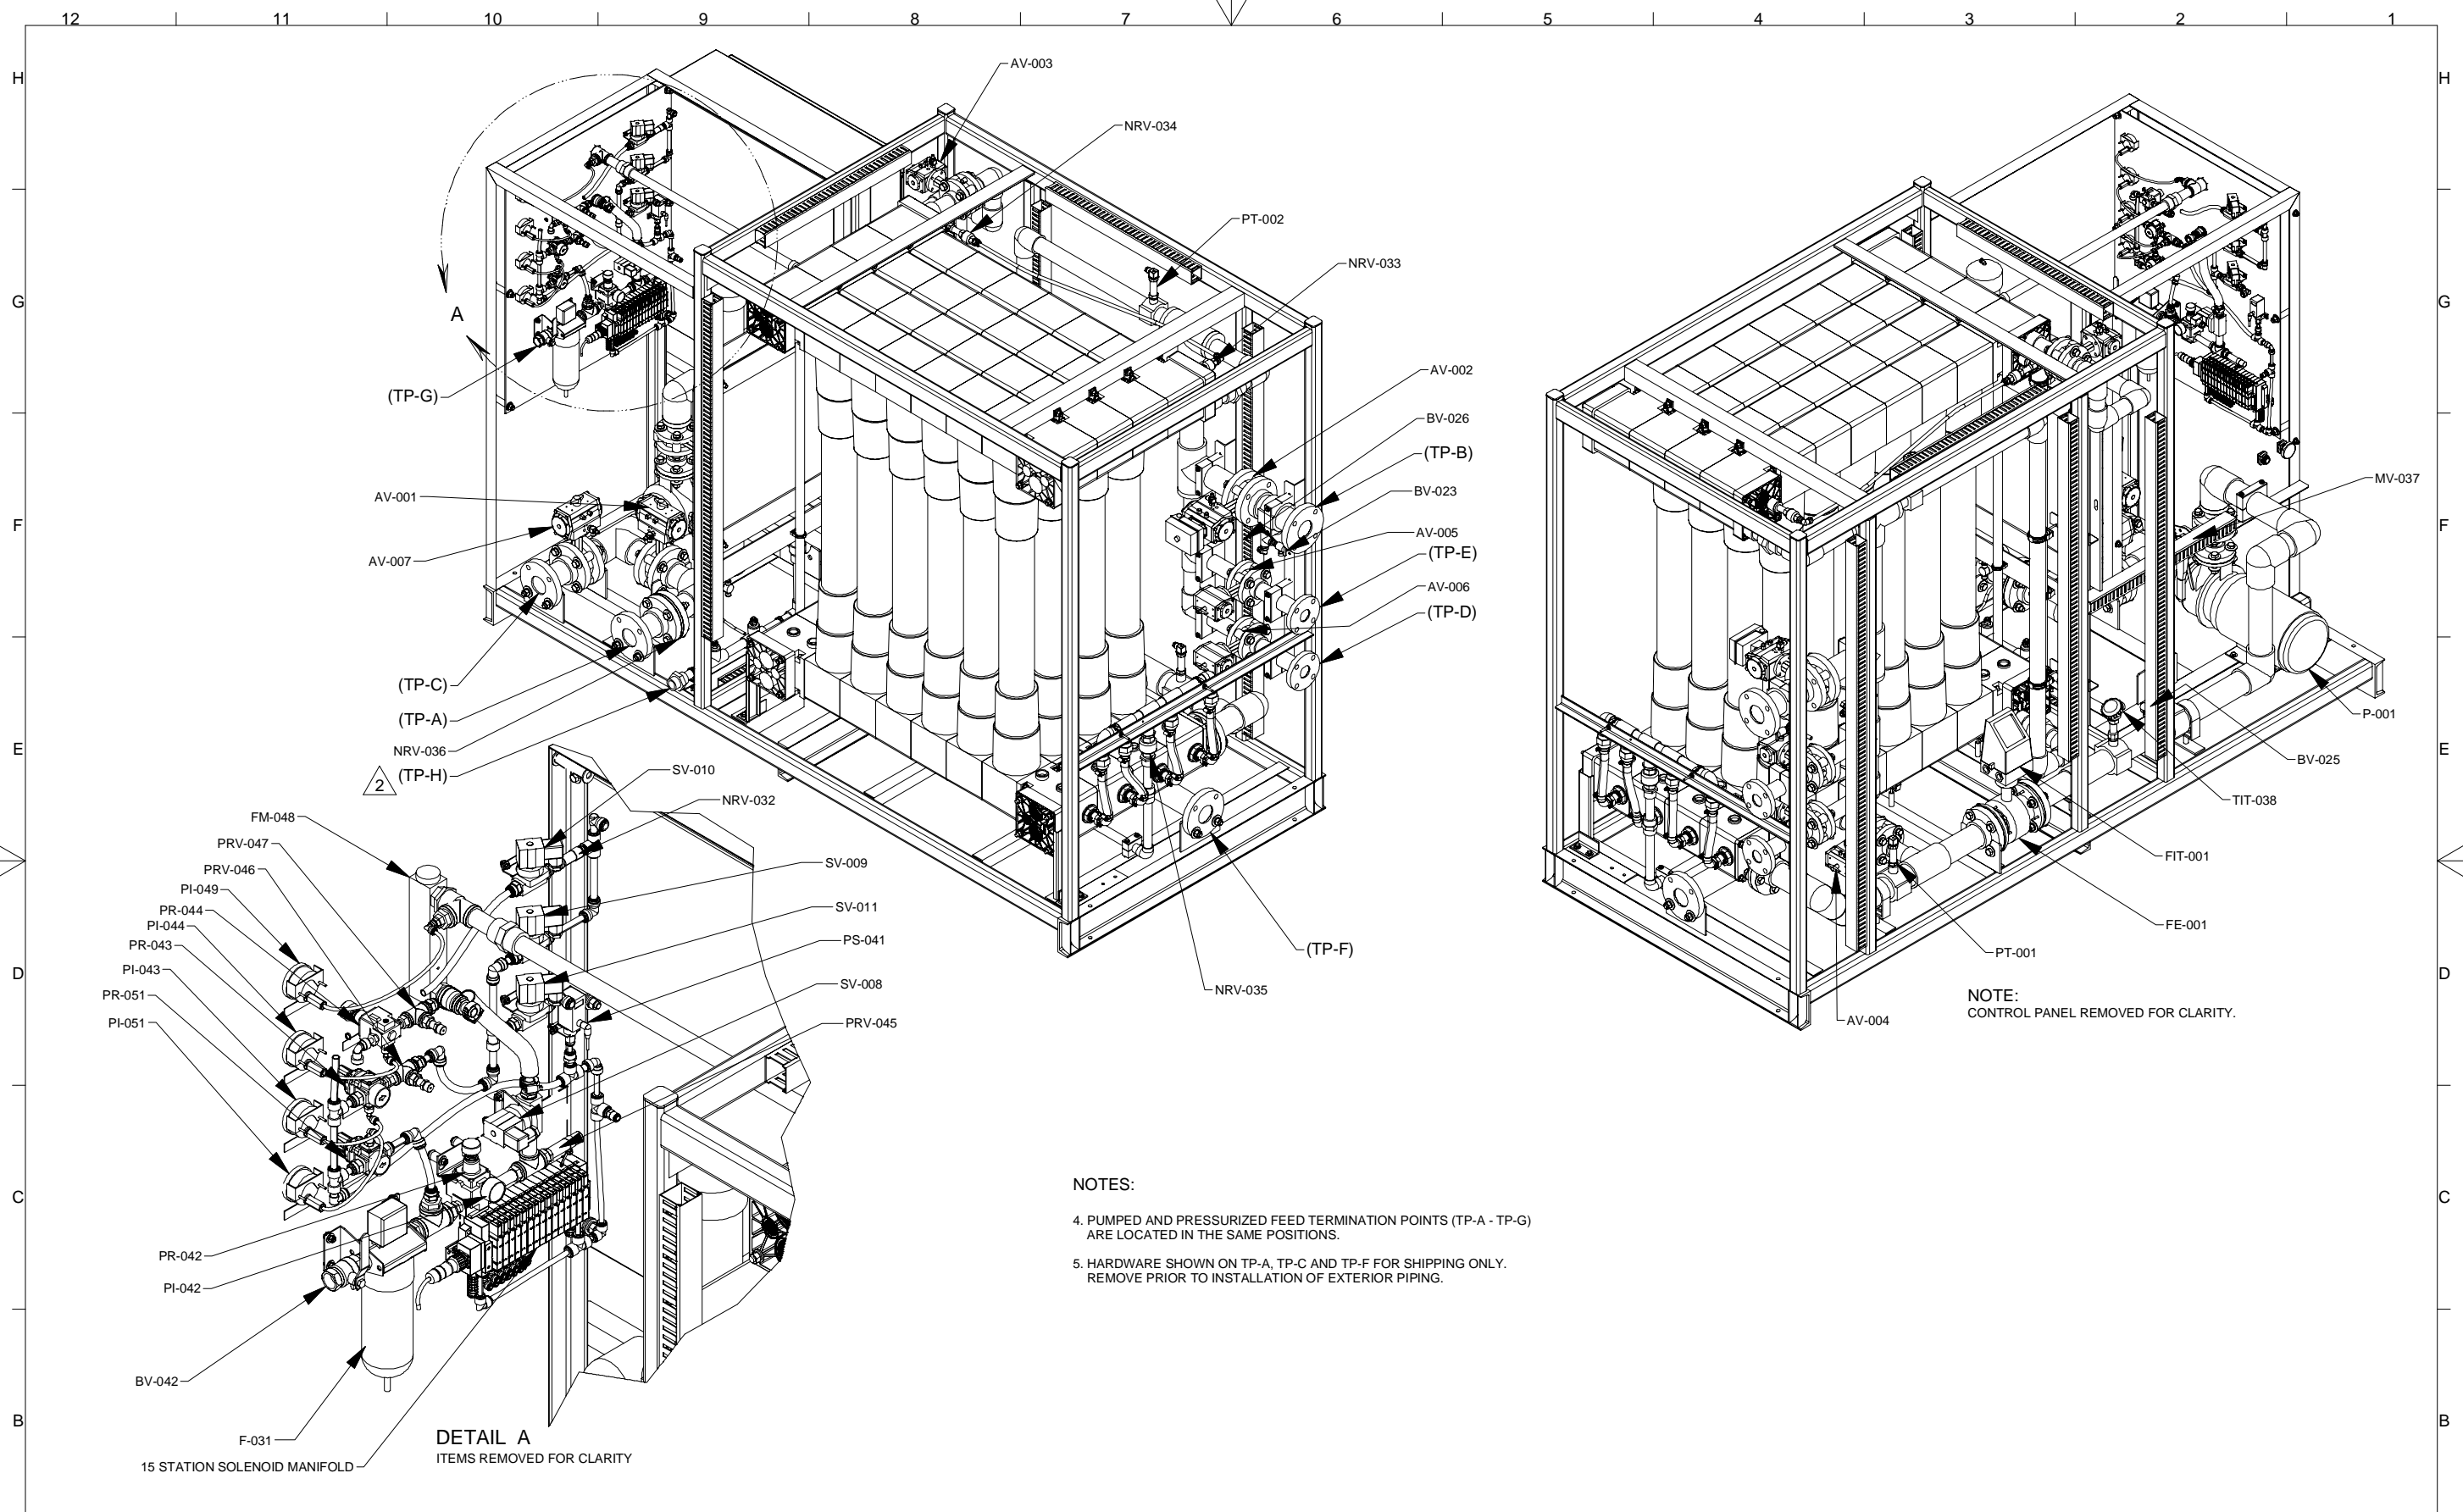 12 11 10 9 8 7 6 5 4 3 2 1
H H
G G
F F
E E
D D
C C
B B
AV-003
NRV-034
PT-002
NRV-033
A
(TP-G)
AV-002
BV-026
(TP-B)
BV-023
AV-005
(TP-E)
AV-006
(TP-D)
AV-001
AV-007
(TP-C)
(TP-A)
NRV-036
2 (TP-H)
(TP-F)
NRV-035
MV-037
P-001
BV-025
TIT-038
FIT-001
FE-001
PT-001
AV-004
NOTE:
CONTROL PANEL REMOVED FOR CLARITY.
SV-010
NRV-032
FM-048
PRV-047
PRV-046
PI-049
PR-044
PI-044
PR-043
PI-043
PR-051
PI-051
SV-009
SV-011
PS-041
SV-008
PRV-045
PR-042
PI-042
BV-042
F-031
15 STATION SOLENOID MANIFOLD
DETAIL A
ITEMS REMOVED FOR CLARITY
NOTES:
4. PUMPED AND PRESSURIZED FEED TERMINATION POINTS (TP-A - TP-G)
ARE LOCATED IN THE SAME POSITIONS.
5. HARDWARE SHOWN ON TP-A, TP-C AND TP-F FOR SHIPPING ONLY.
REMOVE PRIOR TO INSTALLATION OF EXTERIOR PIPING.